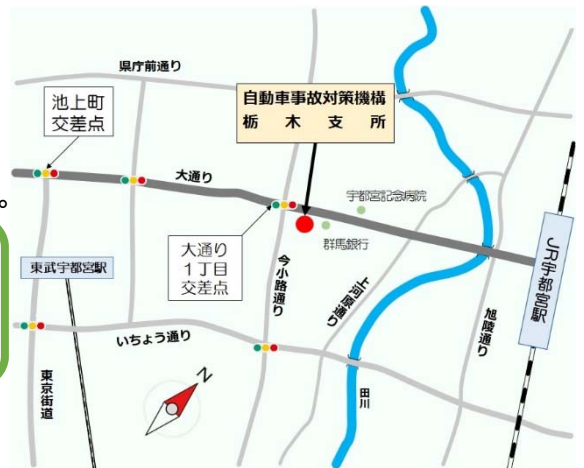 県庁前通り
自動車事故対策機構
栃木支所
池上町
交差点
大通り
宇都宮記念病院
群馬銀行
。
大通り
1丁目
交差点
東武宇都宮駅
今小路通り
上河原通り
JR宇都宮駅
旭陵通り
いちょう通り
東京街道
田川
N